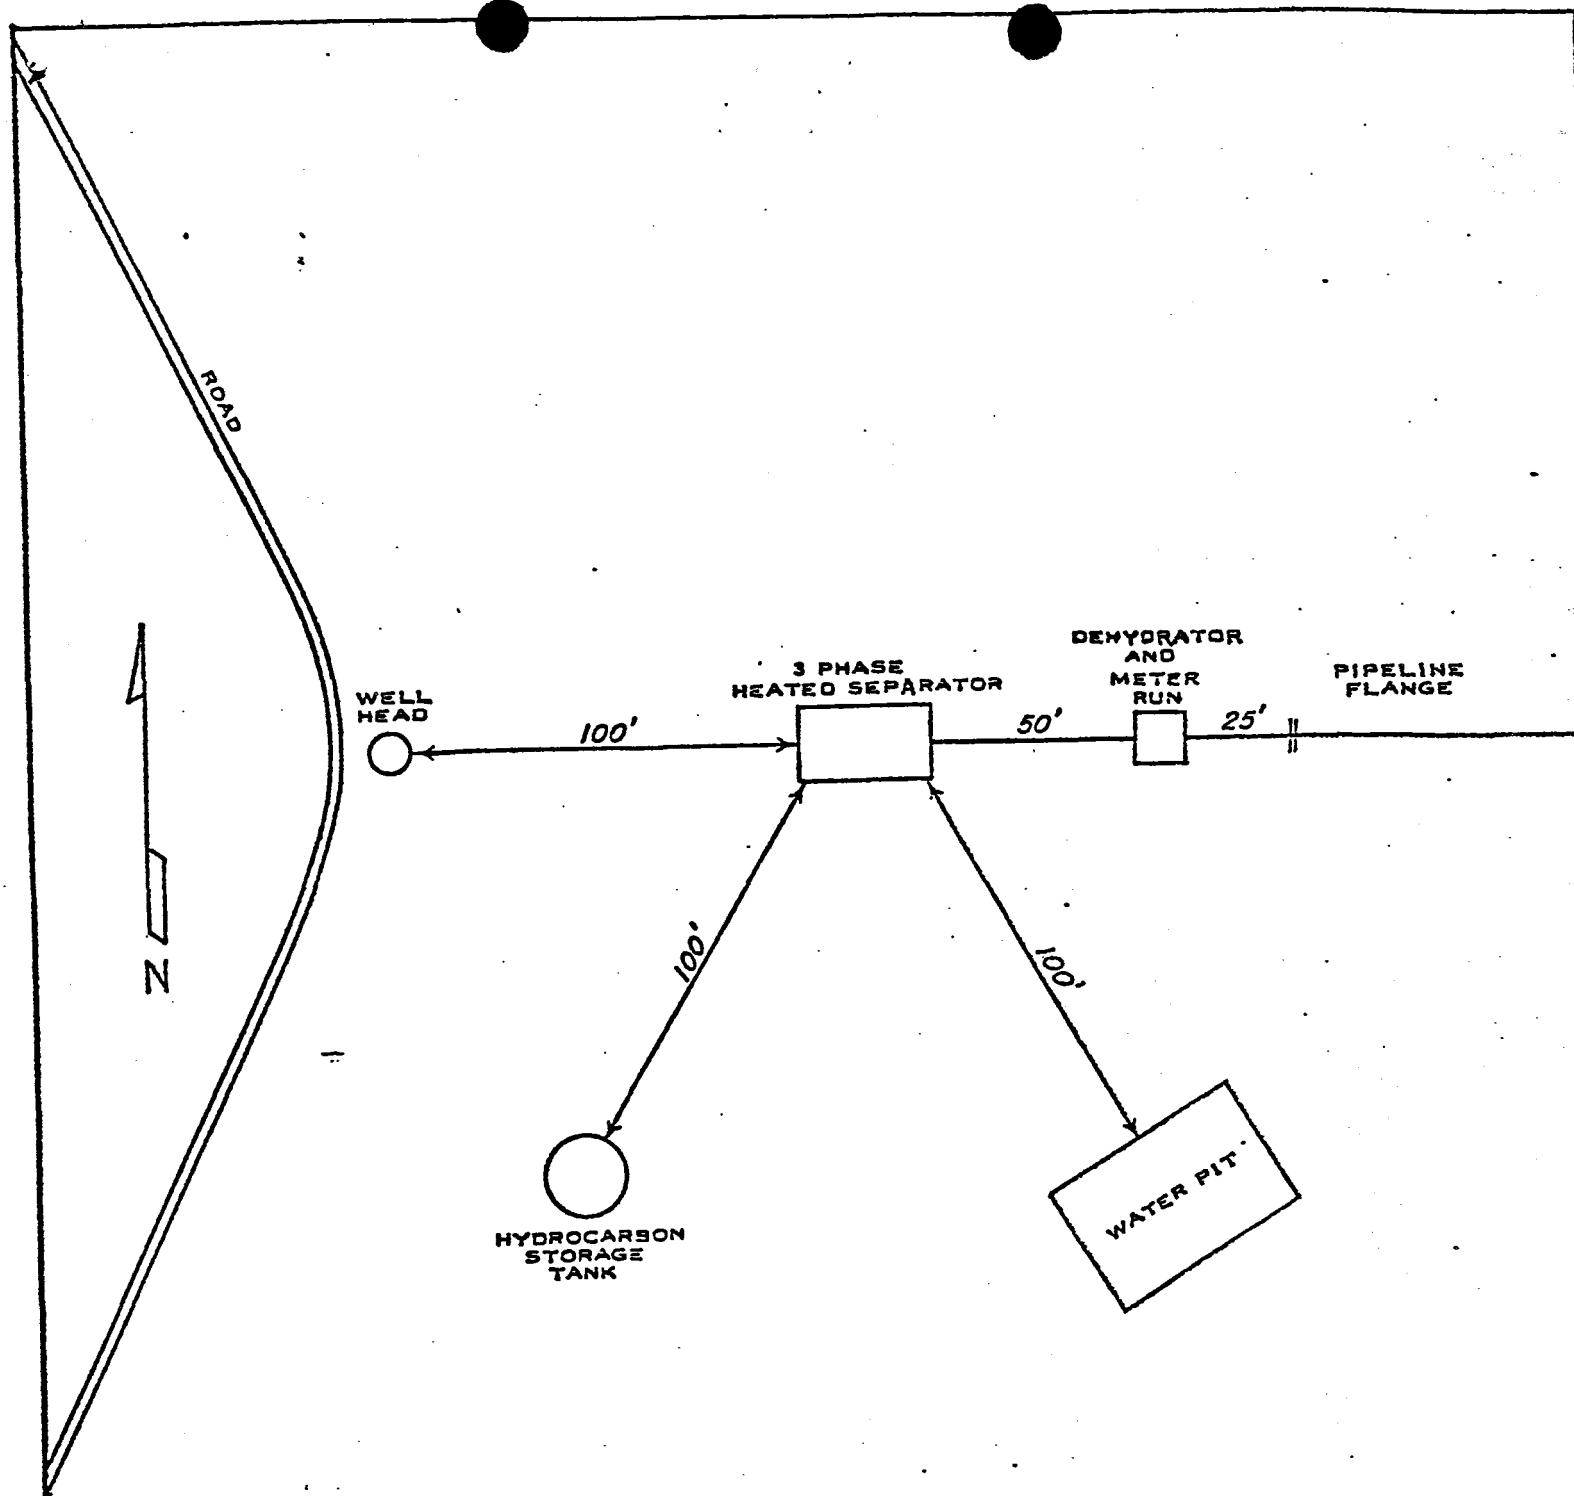 ROAD
WELL
HEAD
100'
3 PHASE
HEATED SEPARATOR
50'
DEHYDRATOR
AND
METER
RUN
25'
PIPELINE
FLANGE
N
100'
100'
HYDROCARBON
STORAGE
TANK
WATER PIT